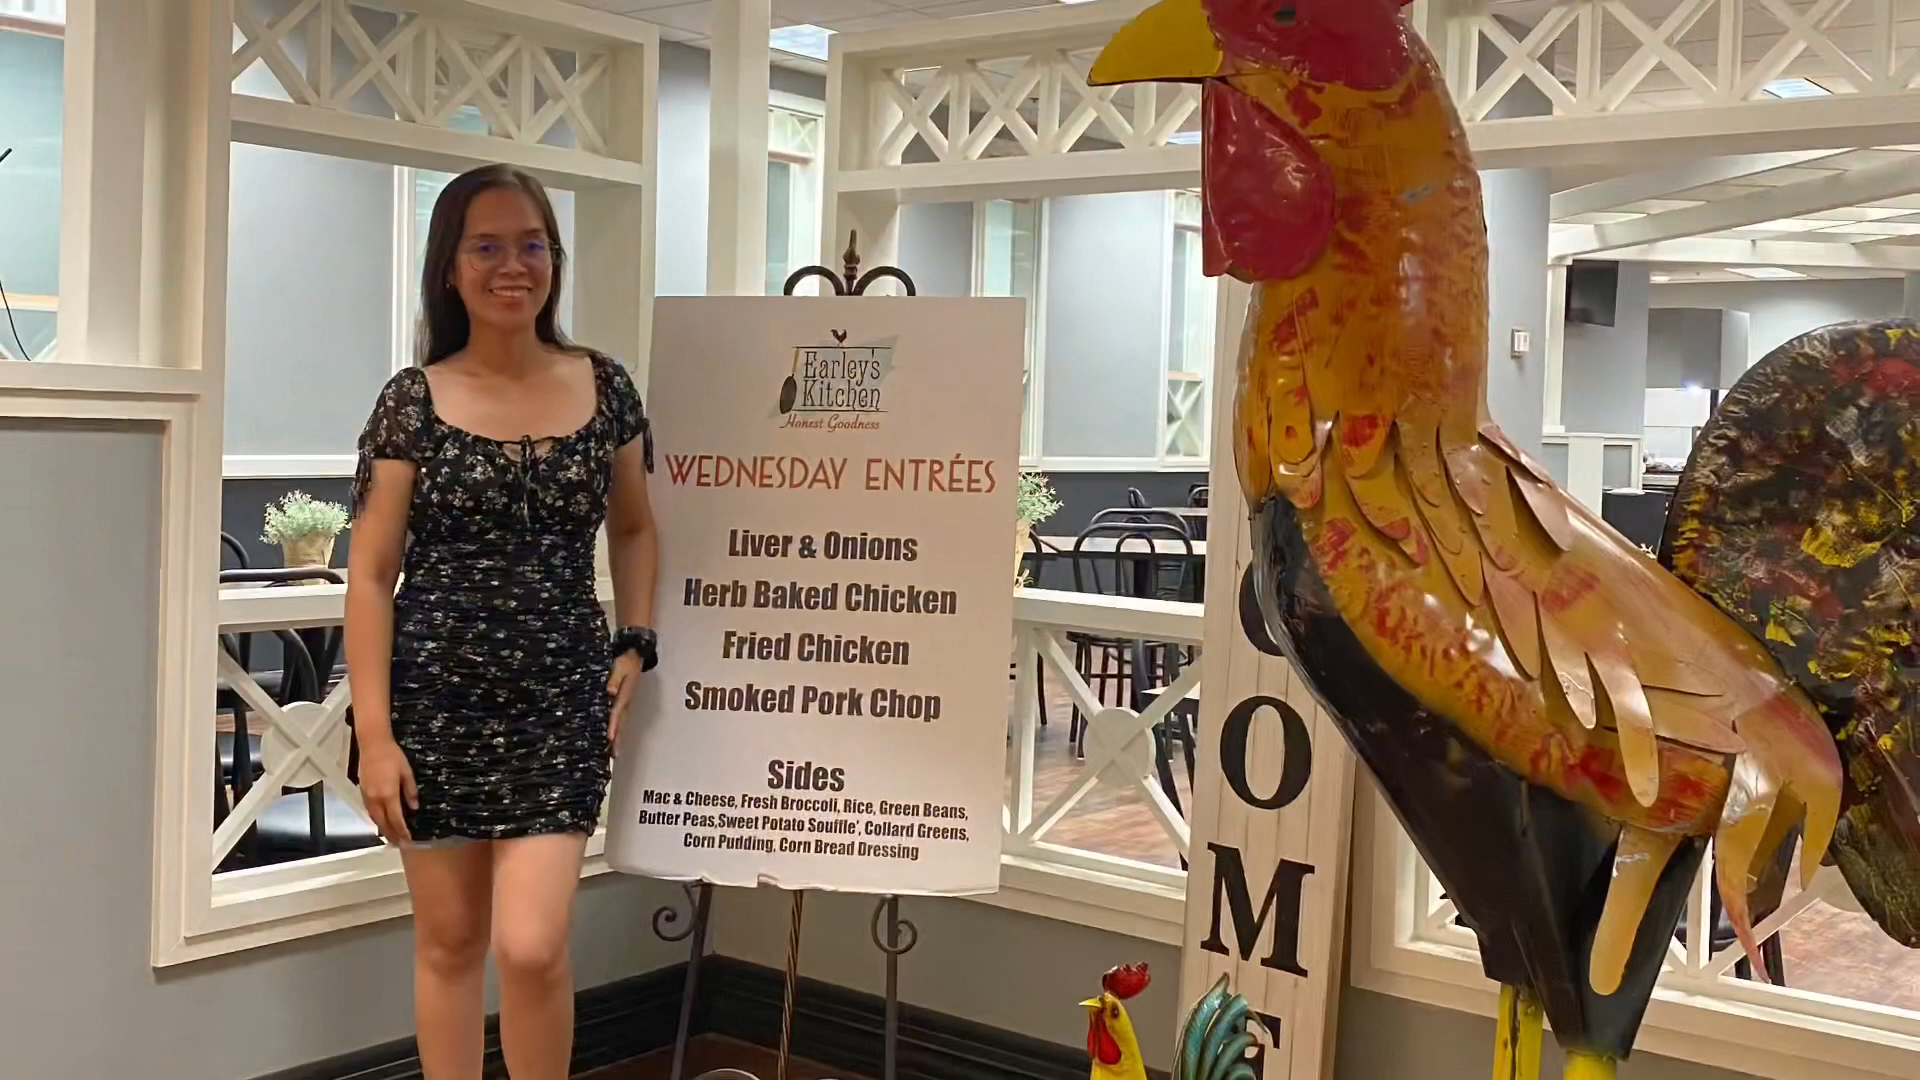 Earley's
Kitchen
Honest Goodness
WEDNESDAY ENTRÉES
Liver & Onions
Herb Baked Chicken
Fried Chicken
Smoked Pork Chop
Sides
Mac & Cheese, Fresh Broccoli, Rice, Green Beans,
Butter Peas,Sweet Potato Souffle', Collard Greens,
Corn Pudding, Corn Bread Dressing
C
O
M
E